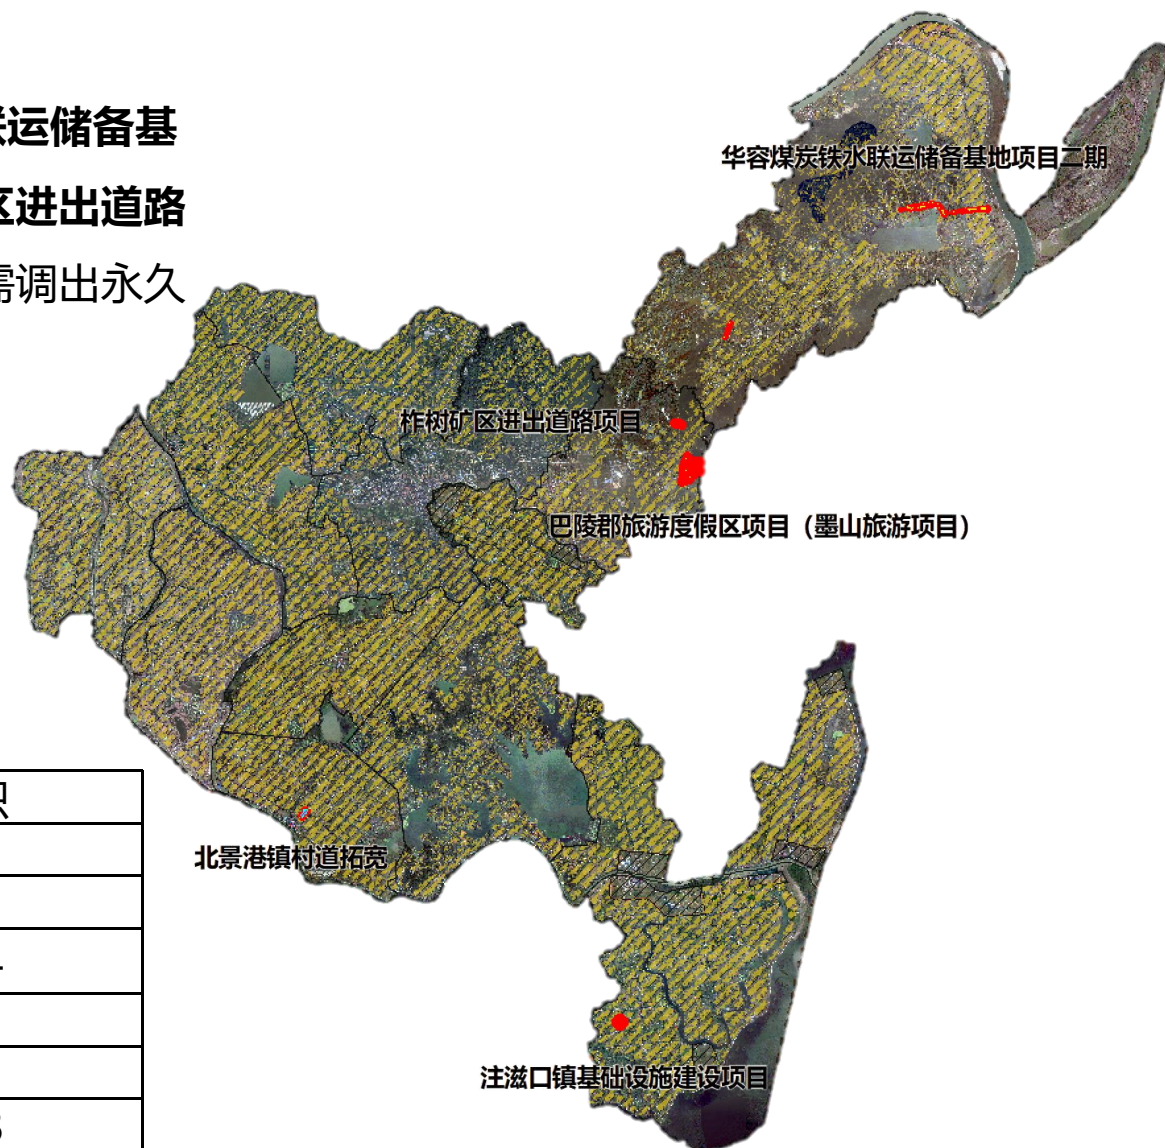 运储备基
区进出道路
需调出永久
华容煤炭铁水联运储备基地项目二期
柞树矿区进出道路项目
巴陵郡旅游度假区项目（墨山旅游项目）
北景港镇村道拓宽
注滋口镇基础设施建设项目